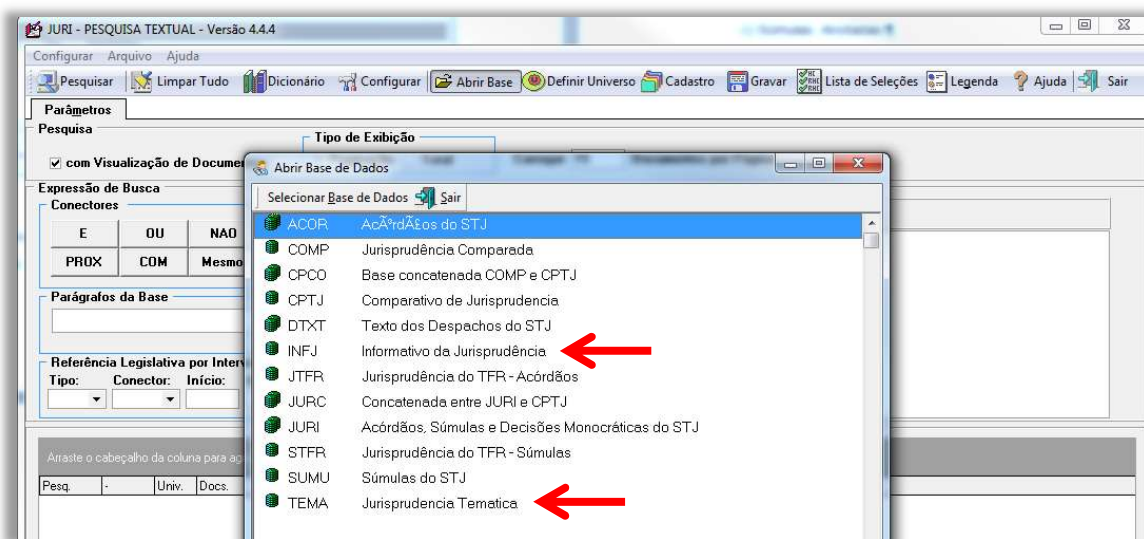 JURI - PESQUISA TEXTUAL - Versão 4.4.4
Configurar Arquivo Ajuda
Pesquisar Limpar Tudo Dicionário Configurar Abrir Base Definir Universo Cadastro Gravar Lista de Seleções Legenda Ajuda Sair
Parâmetros
Pesquisa
Tipo de Exibição
com Visualização de Docume
Abrir Base de Dados
Selecionar Base de Dados Sair
Expressão de Busca
Conectores
E OU NAO
PROX COM Mesmo
Parágrafos da Base
Referência Legislativa por Interv
Tipo: Conector: Início:
ACOR AcÃ³rdÃ£os do STJ
COMP Jurisprudência Comparada
CPCO Base concatenada COMP e CPTJ
CPTJ Comparativo de Jurisprudencia
DTXT Texto dos Despachos do STJ
INFJ Informativo da Jurisprudência
JTFR Jurisprudência do TFR - Acórdãos
JURC Concatenada entre JURI e CPTJ
JURI Acórdãos, Súmulas e Decisões Monocráticas do STJ
STFR Jurisprudência do TFR - Súmulas
SUMU Súmulas do STJ
TEMA Jurisprudencia Tematica
Arraste o cabeçalho da coluna para ag
Pesq. - Univ. Docs.